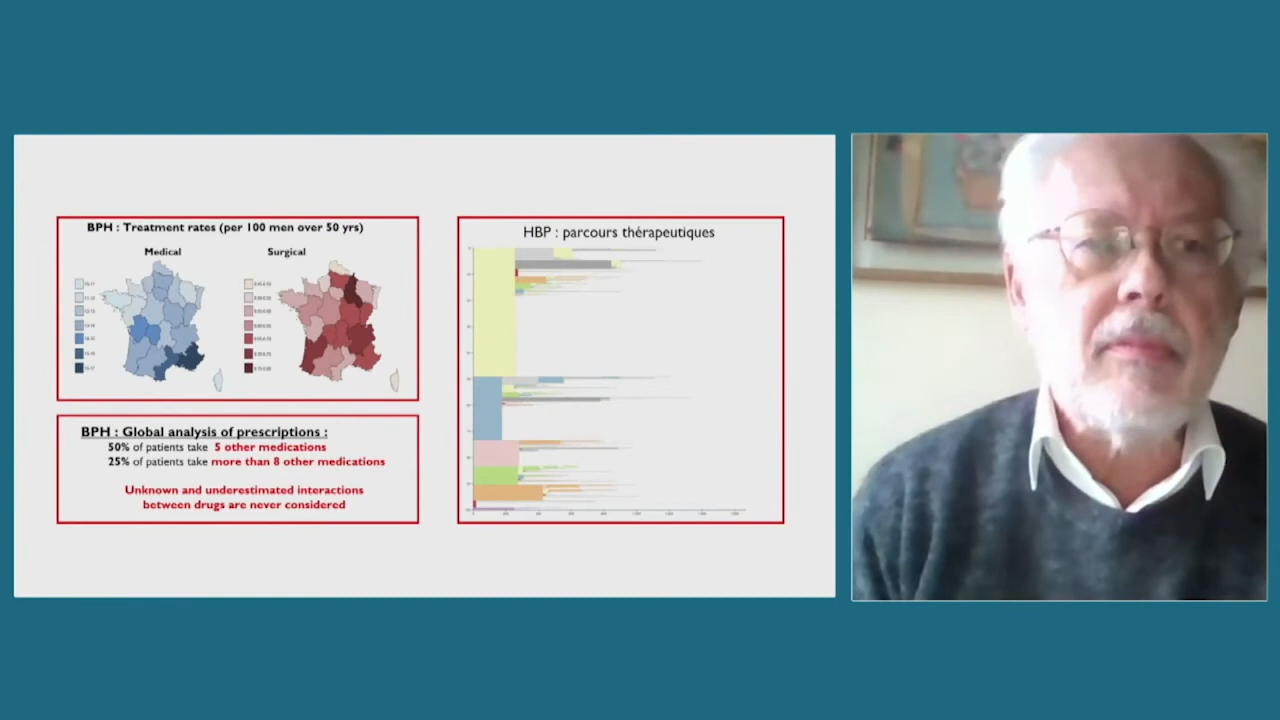 BPH : Treatment rates (per 100 men over 50 yrs)
Medical
Surgical
BPH : Global analysis of prescriptions :
50% of patients take 5 other medications
25% of patients take more than 8 other medications
Unknown and underestimated interactions
between drugs are never considered
HBP : parcours thérapeutiques